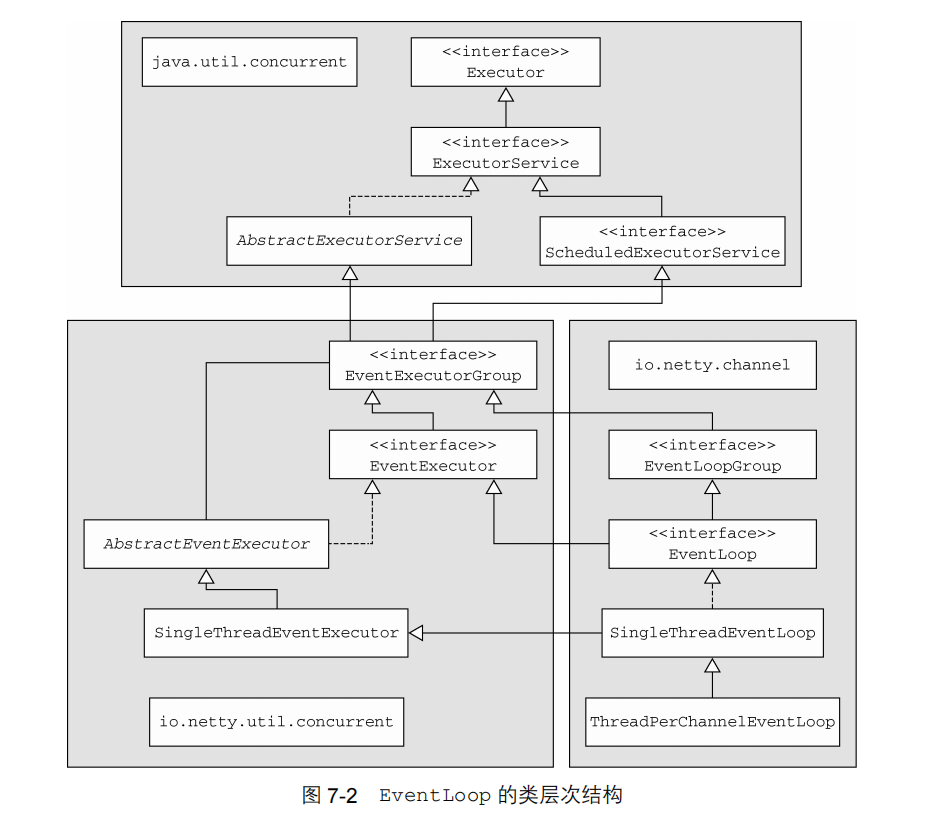 java.util.concurrent
<<interface>>
Executor
<<interface>>
ExecutorService
AbstractExecutorService
<<interface>>
ScheduledExecutorService
<<interface>>
EventExecutorGroup
io.netty.channel
<<interface>>
EventExecutor
<<interface>>
EventLoopGroup
AbstractEventExecutor
<<interface>>
EventLoop
SingleThreadEventExecutor
SingleThreadEventLoop
io.netty.util.concurrent
ThreadPerChannelEventLoop
图 7-2 EventLoop 的类层次结构